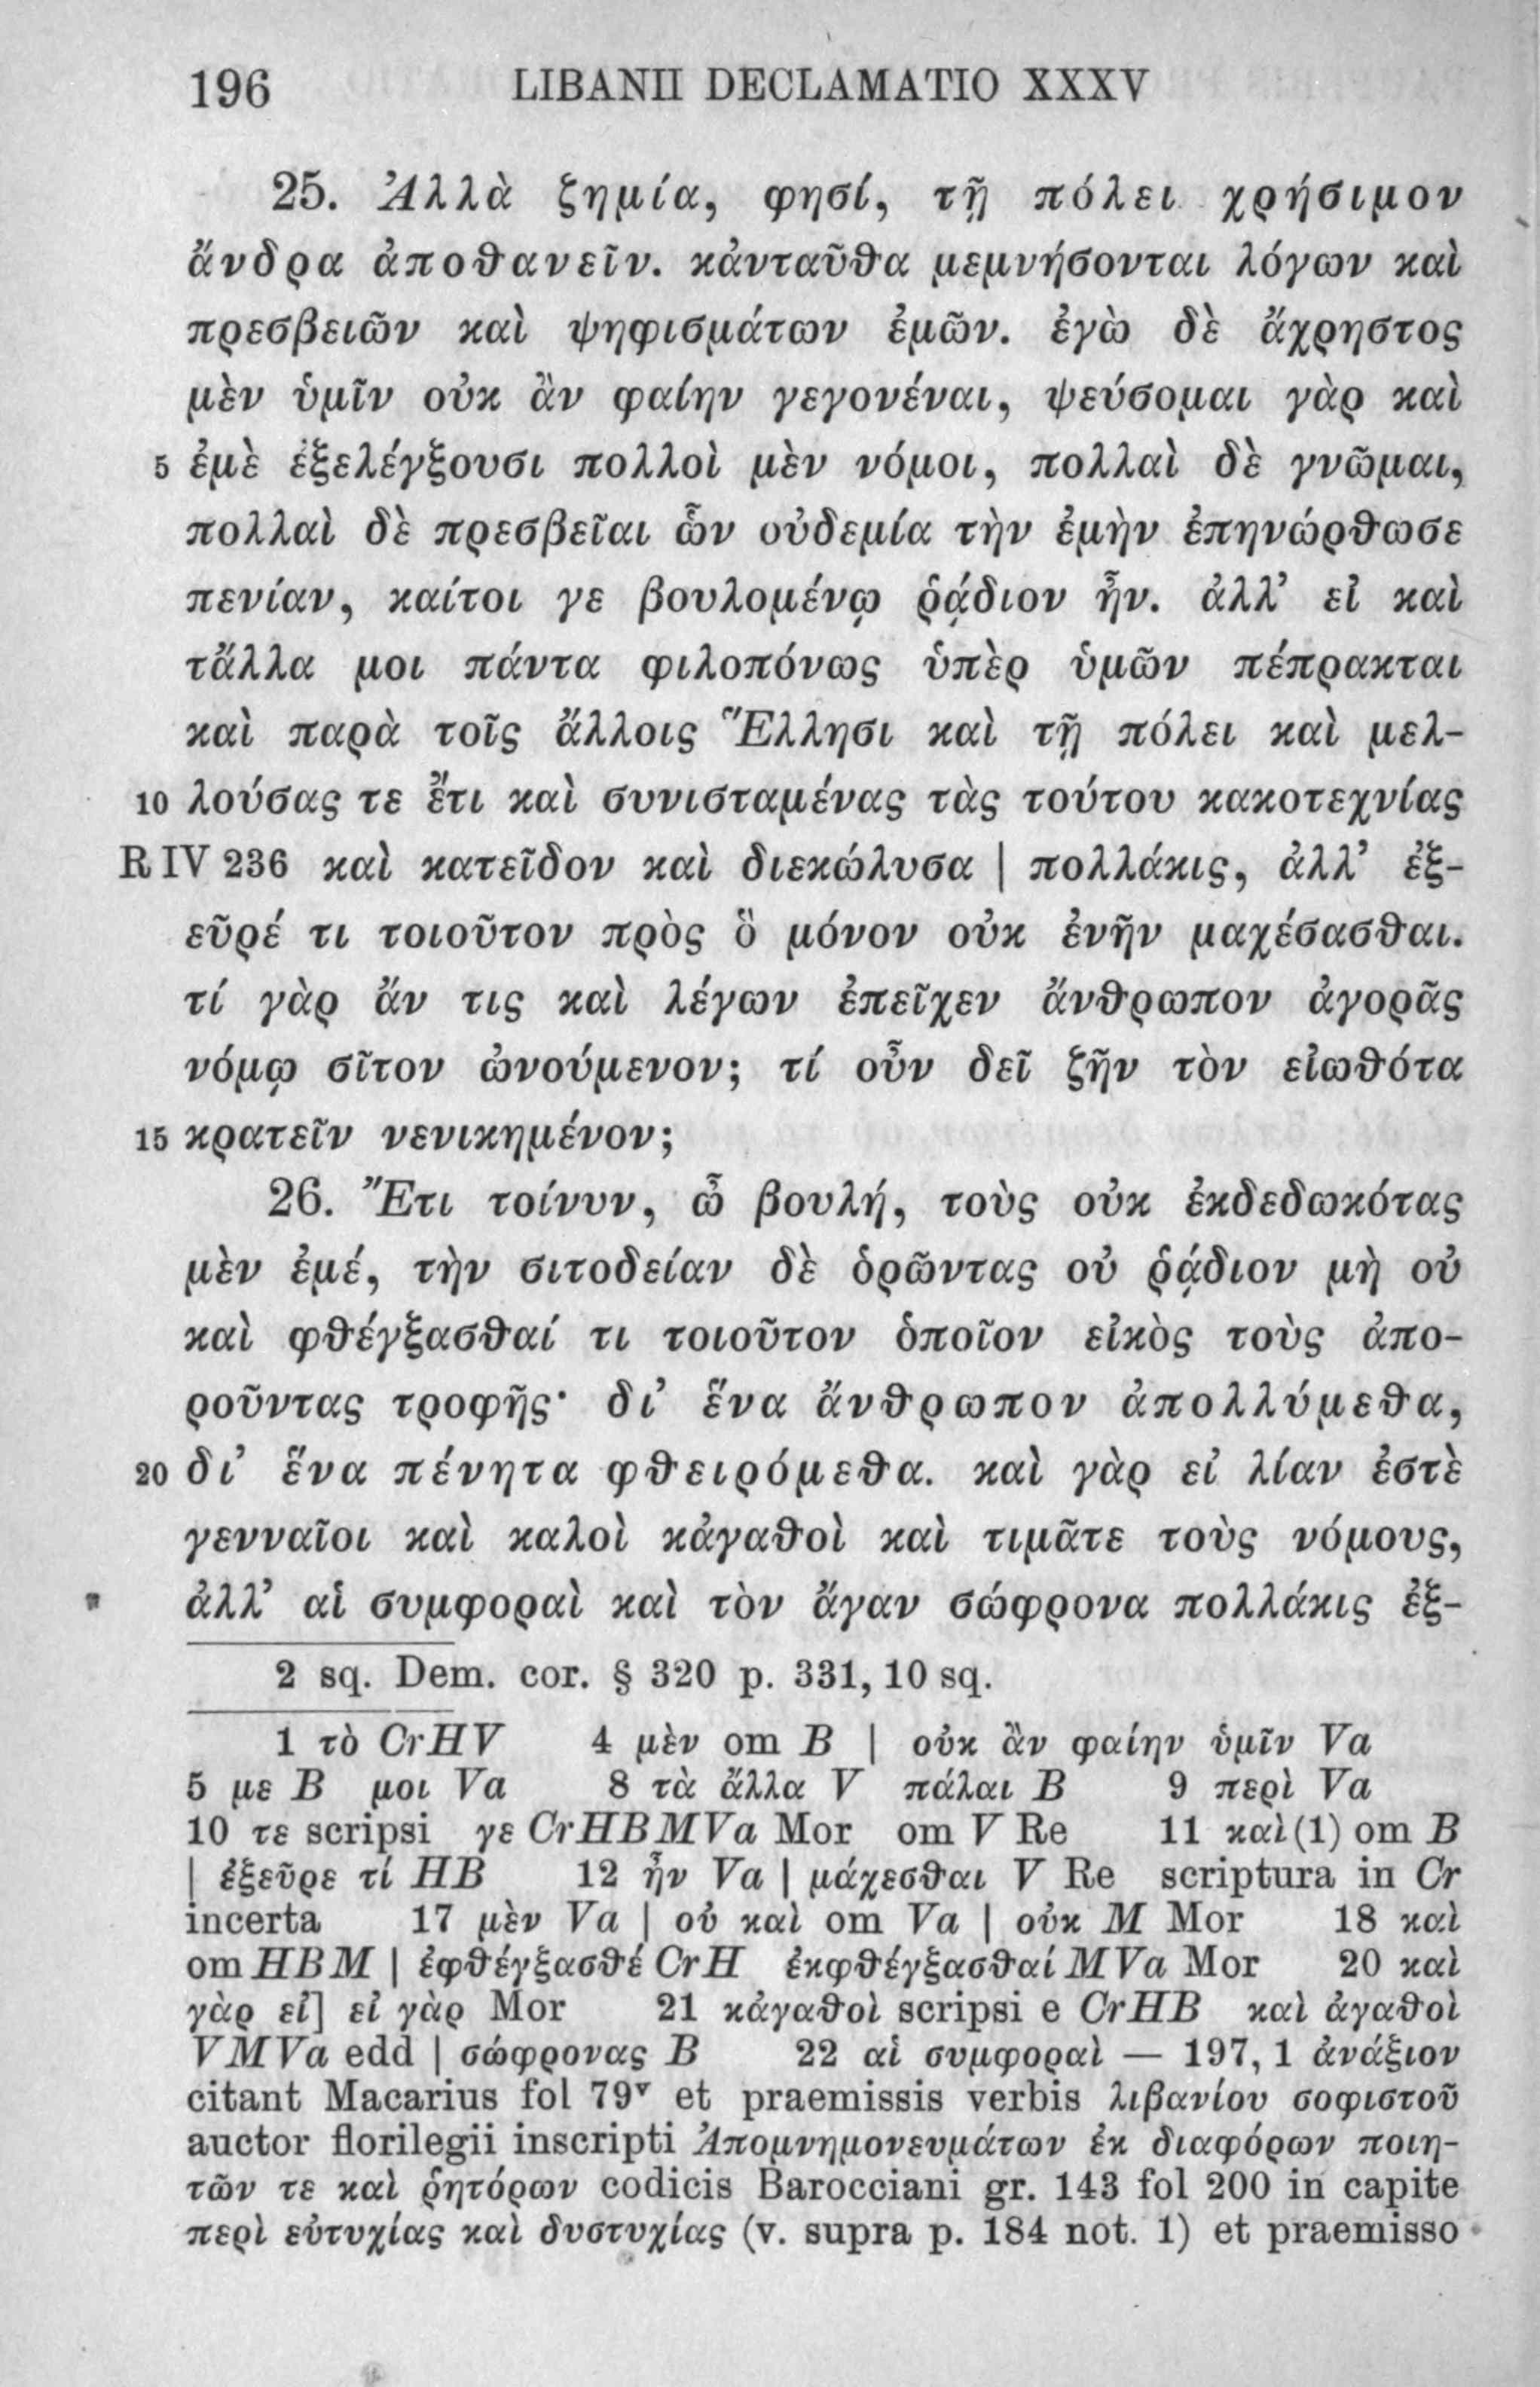 196 LIBANII DECLAMATIO XXXV
25. Ἀλλὰ ζημία, φησί, τῇ πόλει χρήσιμον
ἄνδρα ἀποθανεῖν. κἀνταῦθα μεμνήσονται λόγων καὶ
πρεσβειῶν καὶ ψηφισμάτων ἐμῶν. ἐγὼ δὲ ἄχρηστος
μὲν ὑμῖν οὐκ ἂν φαίην γεγονέναι, ψεύσομαι γὰρ καὶ
5 ἐμὲ ἐξελέγξουσι πολλοὶ μὲν νόμοι, πολλαὶ δὲ γνῶμαι,
πολλαὶ δὲ πρεσβεῖαι ὧν οὐδεμία τὴν ἐμὴν ἐπηνώρθωσε
πενίαν, καίτοι γε βουλομένῳ ῥᾴδιον ἦν. ἀλλ’ εἰ καὶ
τἄλλα μοι πάντα φιλοπόνως ὑπὲρ ὑμῶν πέπρακται
καὶ παρὰ τοῖς ἄλλοις Ἕλλησι καὶ τῇ πόλει καὶ μελ-
10 λούσας τε ἔτι καὶ συνισταμένας τὰς τούτου κακοτεχνίας
R IV 236 καὶ κατεῖδον καὶ διεκώλυσα | πολλάκις, ἀλλ’ ἐξ-
εῦρέ τι τοιοῦτον πρὸς ὃ μόνον οὐκ ἐνῆν μαχέσασθαι.
τί γὰρ ἄν τις καὶ λέγων ἐπεῖχεν ἄνθρωπον ἀγορᾶς
νόμῳ σῖτον ὠνούμενον; τί οὖν δεῖ ζῆν τὸν εἰωθότα
15 κρατεῖν νενικημένον;
26. Ἔτι τοίνυν, ὦ βουλή, τοὺς οὐκ ἐκδεδωκότας
μὲν ἐμέ, τὴν σιτοδείαν δὲ ὁρῶντας οὐ ῥᾴδιον μὴ οὐ
καὶ φθέγξασθαί τι τοιοῦτον ὁποῖον εἰκὸς τοὺς ἀπο-
ροῦντας τροφῆς· δι’ ἕνα ἄνθρωπον ἀπολλύμεθα,
20 δι’ ἕνα πένητα φθειρόμεθα. καὶ γὰρ εἰ λίαν ἐστὲ
γενναῖοι καὶ καλοὶ κἀγαθοὶ καὶ τιμᾶτε τοὺς νόμους,
ἀλλ’ αἱ συμφοραὶ καὶ τὸν ἄγαν σώφρονα πολλάκις ἐξ-
2 sq. Dem. cor. § 320 p. 331, 10 sq.
1 τὸ CrHV 4 μὲν om B | οὐκ ἂν φαίην ὑμῖν Va
5 με B μοι Va 8 τὰ ἄλλα V πάλαι B 9 περὶ Va
10 τε scripsi γε CrHBMVa Mor om V Re 11 καὶ(1) om B
| ἐξεῦρε τί HB 12 ἦν Va | μάχεσθαι V Re scriptura in Cr
incerta 17 μὲν Va | οὐ καὶ om Va | οὐκ M Mor 18 καὶ
om HBM | ἐφθέγξασθέ CrH ἐκφθέγξασθαί MVa Mor 20 καὶ
γὰρ εἰ] εἰ γὰρ Mor 21 κἀγαθοὶ scripsi e CrHB καὶ ἀγαθοὶ
VMVa edd | σώφρονας B 22 αἱ συμφοραὶ — 197, 1 ἀνάξιον
citant Macarius fol 79ᵛ et praemissis verbis λιβανίου σοφιστοῦ
auctor florilegii inscripti Ἀπομνημονευμάτων ἐκ διαφόρων ποιη-
τῶν τε καὶ ῥητόρων codicis Barocciani gr. 143 fol 200 in capite
περὶ εὐτυχίας καὶ δυστυχίας (v. supra p. 184 not. 1) et praemisso